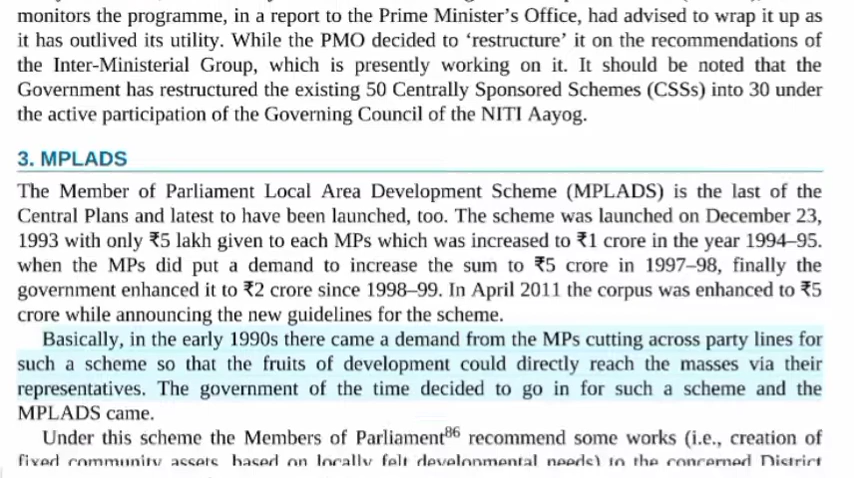 monitors the programme, in a report to the Prime Minister’s Office, had advised to wrap it up as
it has outlived its utility. While the PMO decided to ‘restructure’ it on the recommendations of
the Inter-Ministerial Group, which is presently working on it. It should be noted that the
Government has restructured the existing 50 Centrally Sponsored Schemes (CSSs) into 30 under
the active participation of the Governing Council of the NITI Aayog.
3. MPLADS
The Member of Parliament Local Area Development Scheme (MPLADS) is the last of the
Central Plans and latest to have been launched, too. The scheme was launched on December 23,
1993 with only ₹5 lakh given to each MPs which was increased to ₹1 crore in the year 1994–95.
when the MPs did put a demand to increase the sum to ₹5 crore in 1997–98, finally the
government enhanced it to ₹2 crore since 1998–99. In April 2011 the corpus was enhanced to ₹5
crore while announcing the new guidelines for the scheme.
Basically, in the early 1990s there came a demand from the MPs cutting across party lines for
such a scheme so that the fruits of development could directly reach the masses via their
representatives. The government of the time decided to go in for such a scheme and the
MPLADS came.
Under this scheme the Members of Parliament86 recommend some works (i.e., creation of
fixed community assets, based on locally felt developmental needs) to the concerned District